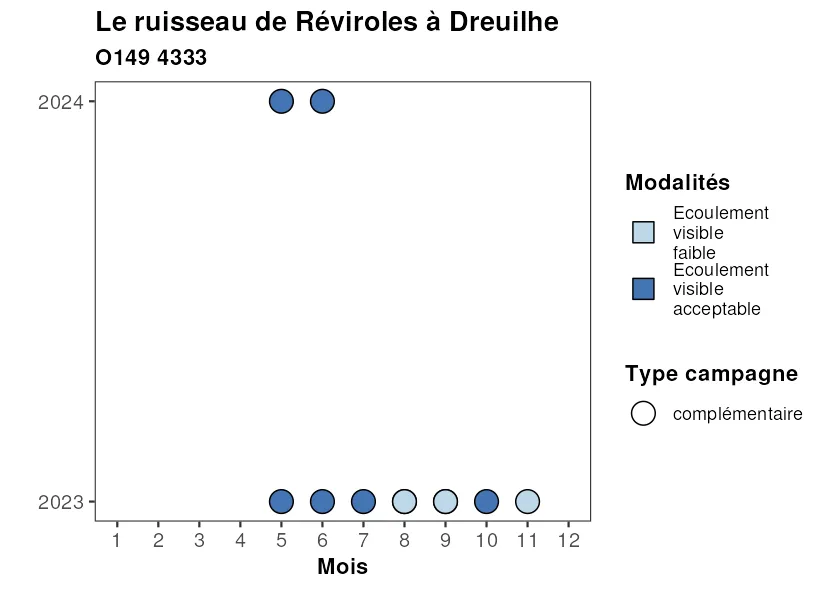 Le ruisseau de Réviroles à Dreuilhe
O149 4333
2024
2023
1 2 3 4 5 6 7 8 9 10 11 12
Mois
Modalités
Ecoulement
visible
faible
Ecoulement
visible
acceptable
Type campagne
complémentaire